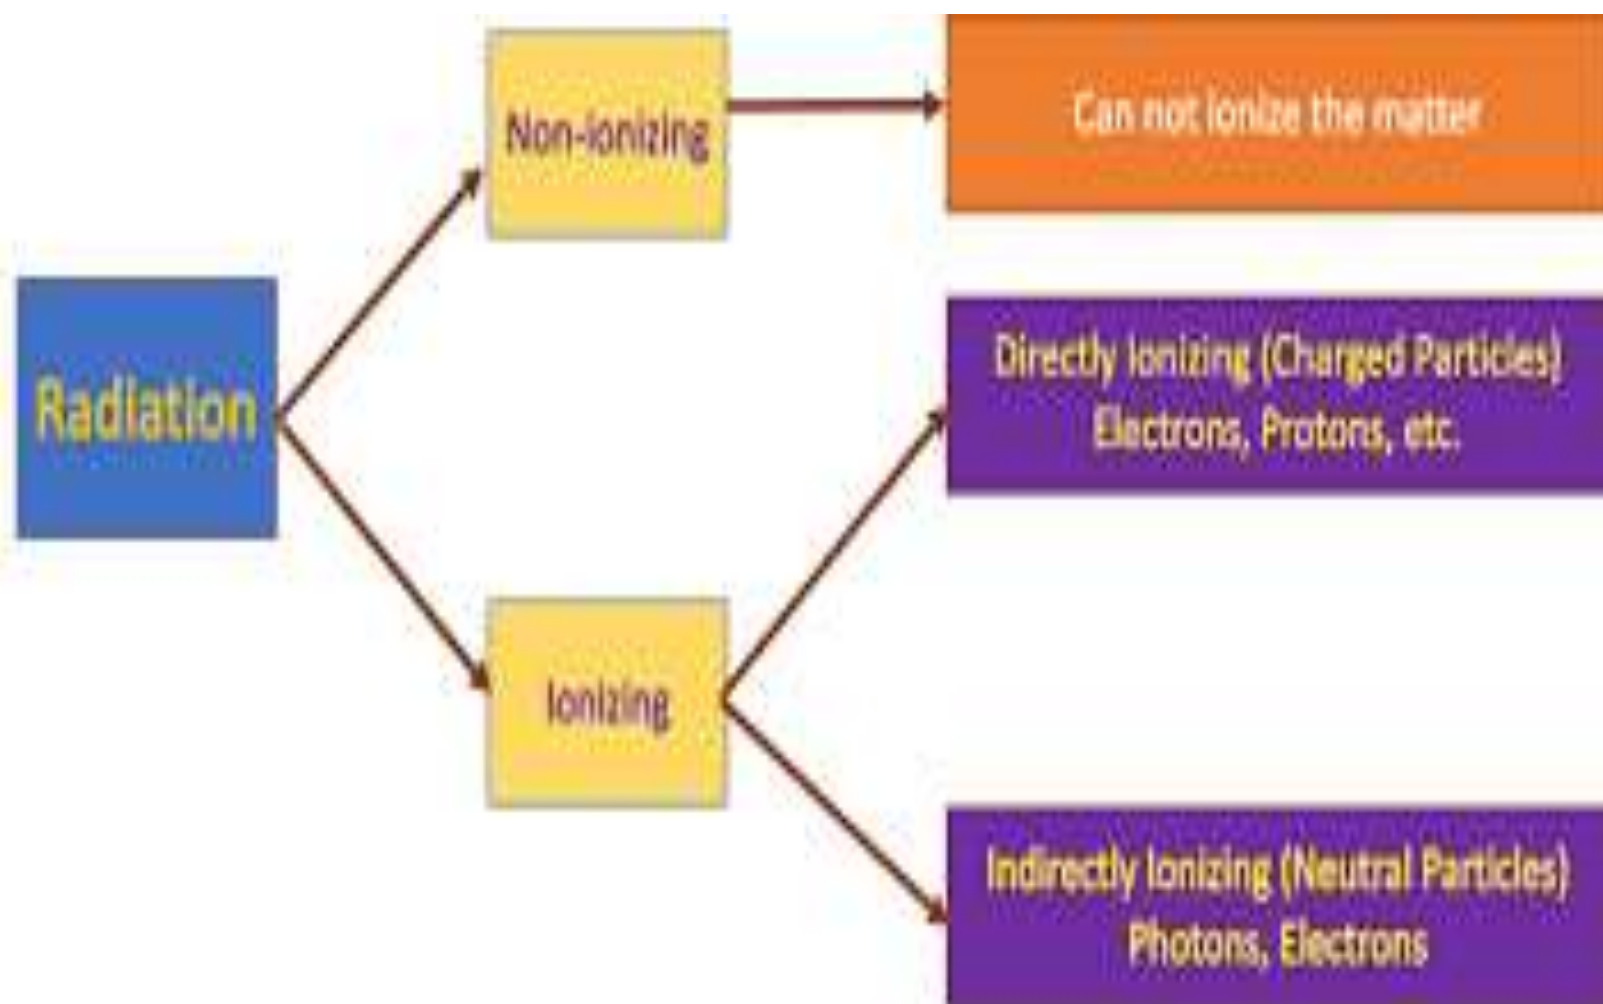 Radiation
Non-ionizing
Can not ionize the matter
Ionizing
Directly Ionizing (Charged Particles)
Electrons, Protons, etc.
Indirectly Ionizing (Neutral Particles)
Photons, Electrons